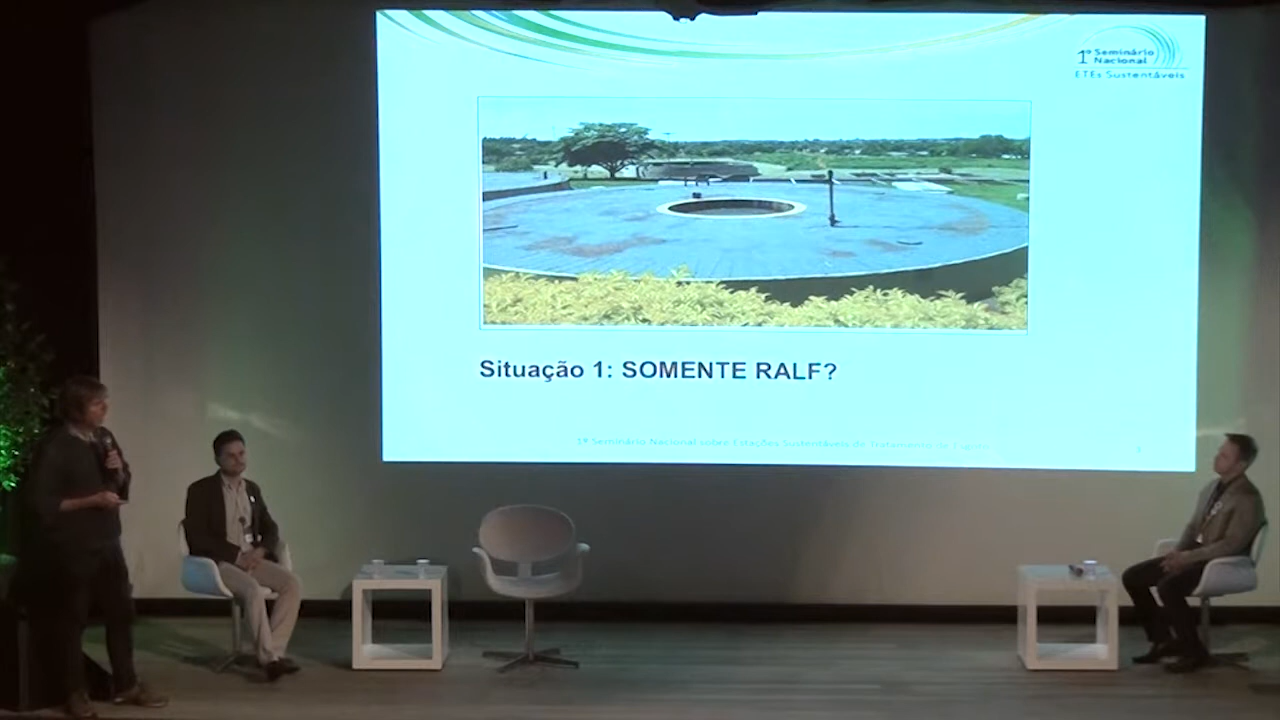 1º Seminário
Nacional
ETEs Sustentáveis
Situação 1: SOMENTE RALF?
1º Seminário Nacional sobre Estações Sustentáveis de Tratamento de Esgoto